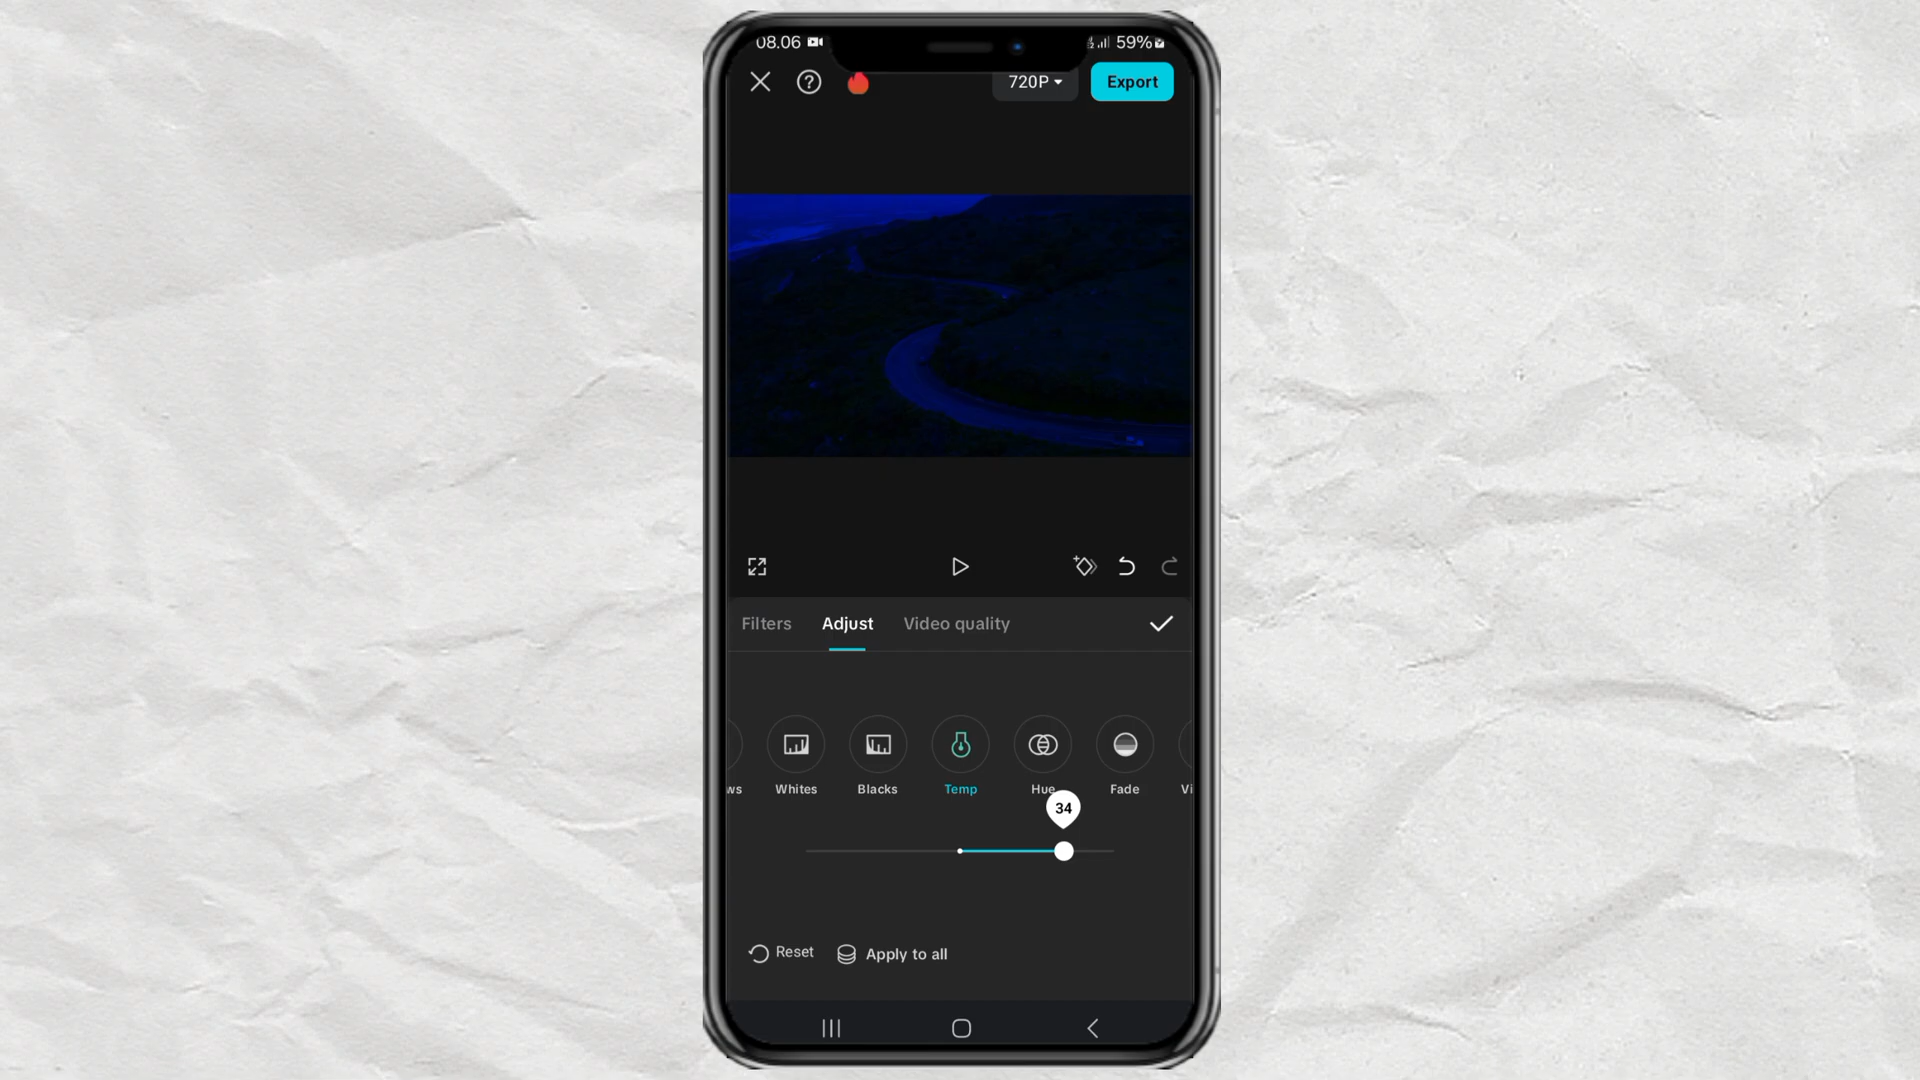 08.06 59%
720P Export
Filters Adjust Video quality
ws Whites Blacks Temp Hue Fade Vi
34
Reset Apply to all